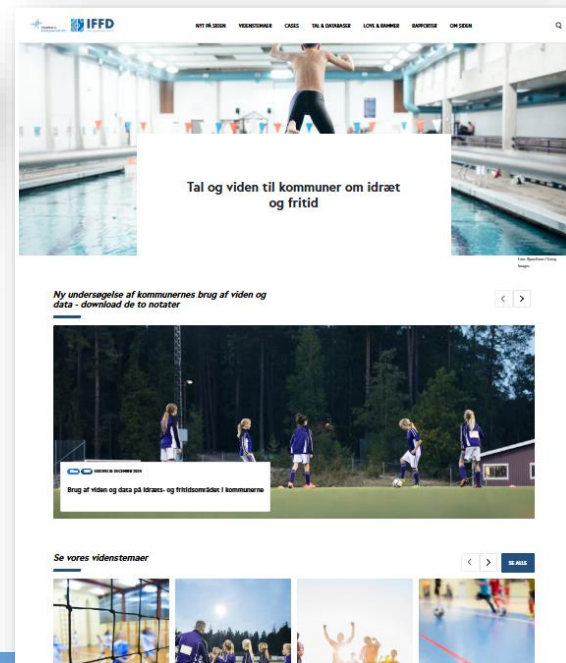 IFFD
NYT PÅ SIDEN VIDENSTEMAER CASES TAL & DATABASER LOVE & RAMMER RAPPORTER OM SIDEN
Tal og viden til kommuner om idræt
og fritid
Ny undersøgelse af kommunernes brug af viden og
data - download de to notater
Brug af viden og data på idræts- og fritidsområdet i kommunerne
Se vores videnstemaer
SE ALLE